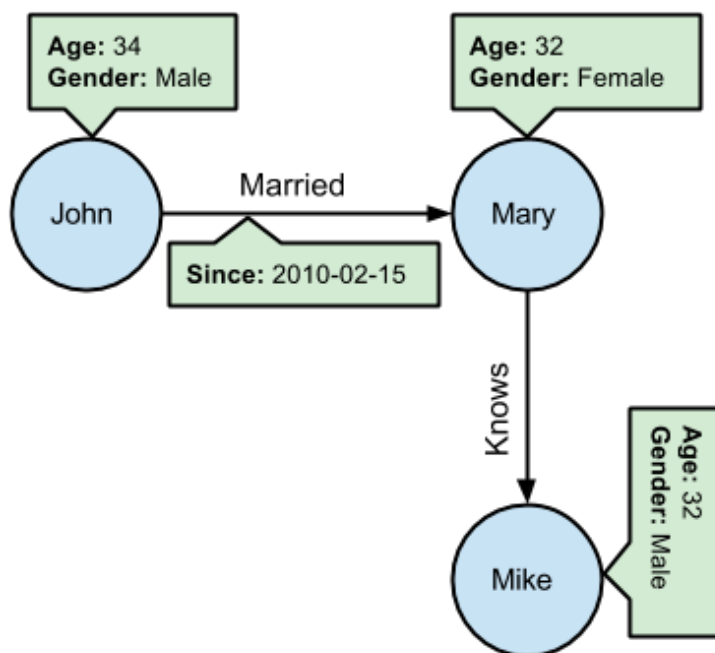 Age: 34
Gender: Male
Age: 32
Gender: Female
John
Married
Mary
Since: 2010-02-15
Knows
Age: 32
Gender: Male
Mike